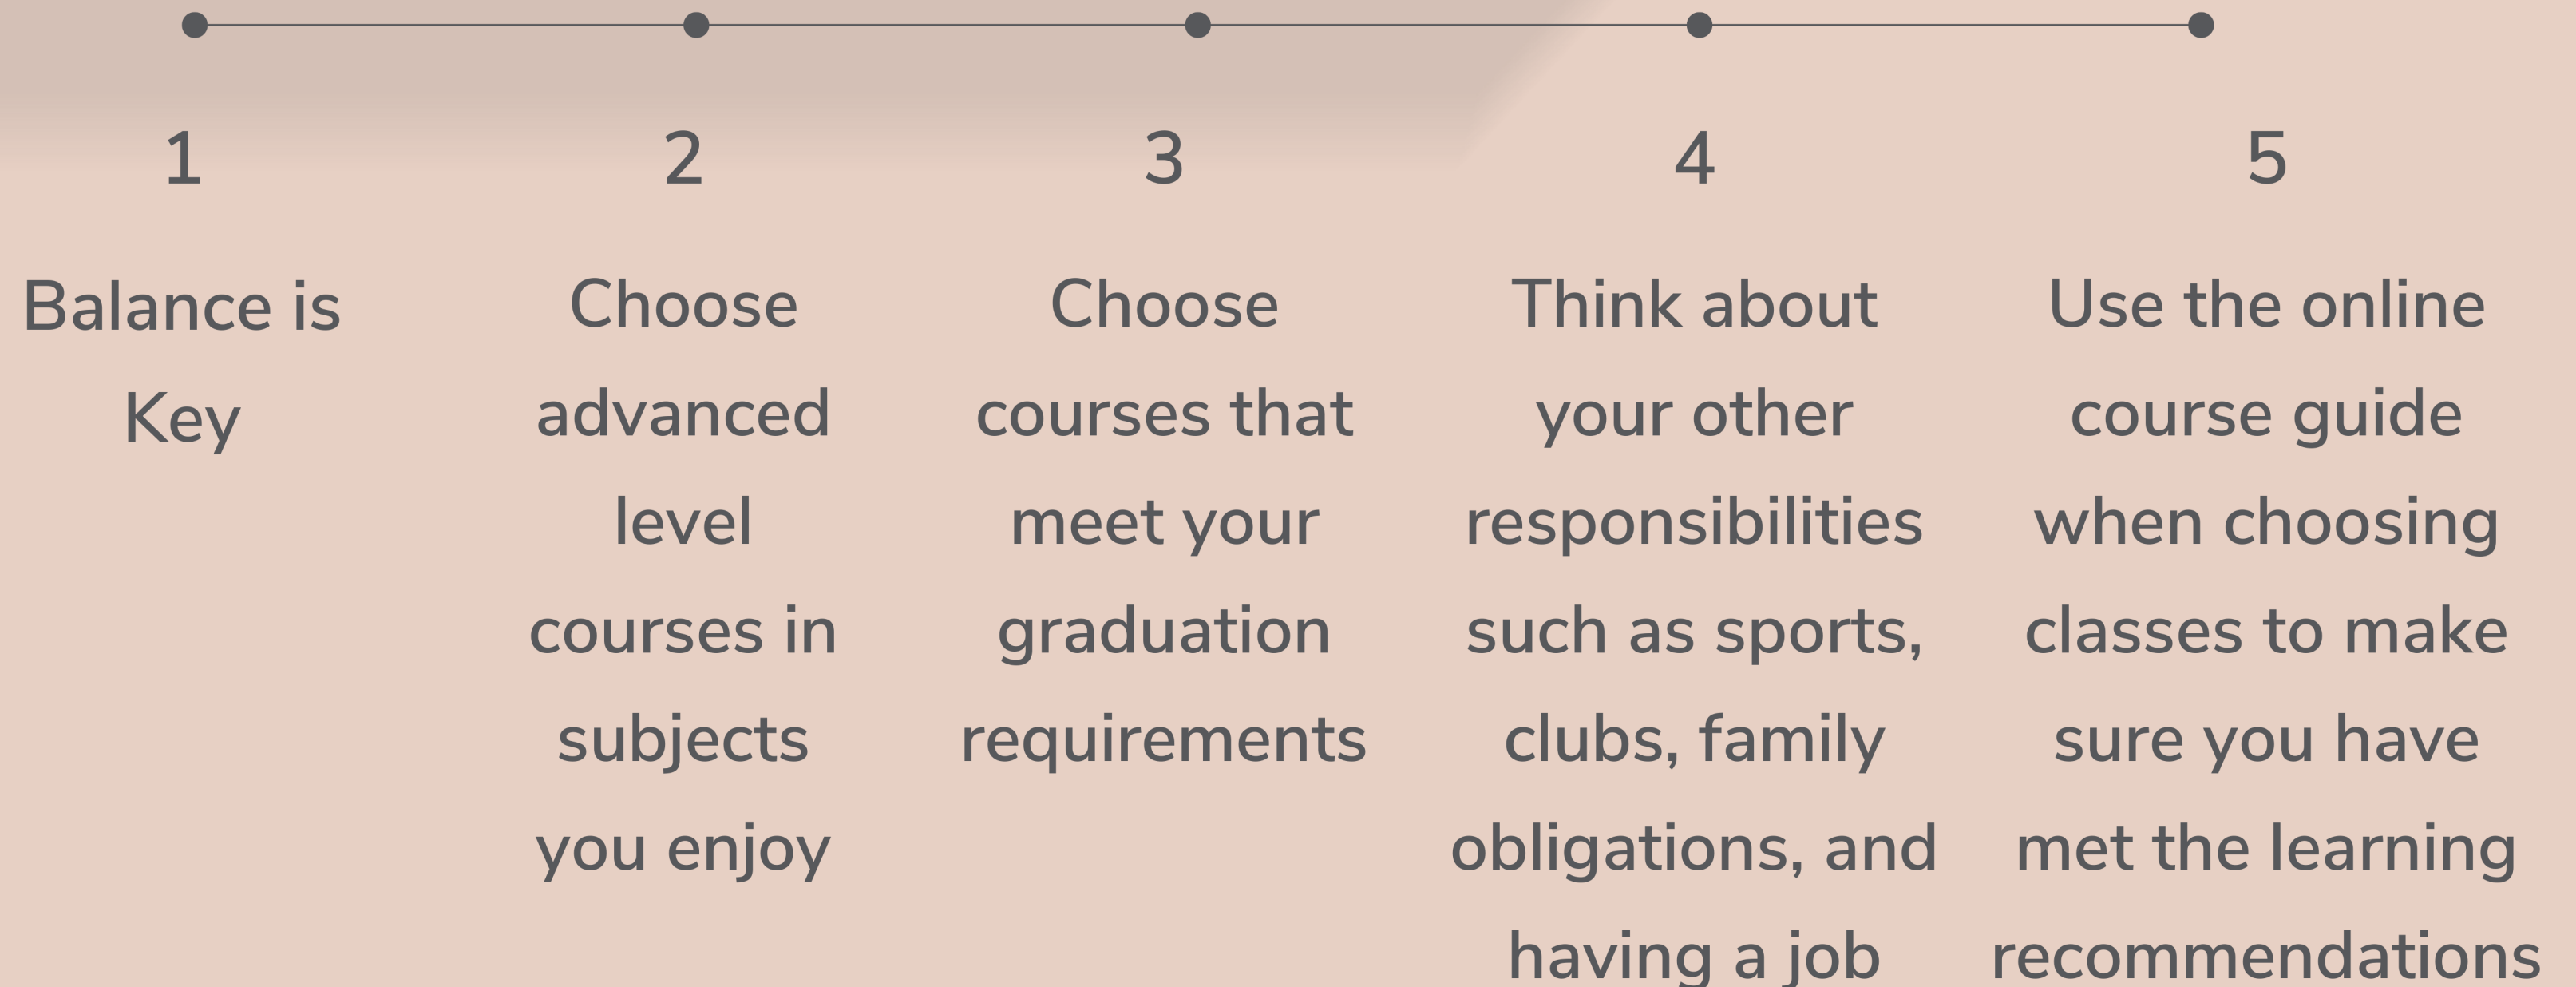 1
Balance is
Key
2
Choose
advanced
level
courses in
subjects
you enjoy
3
Choose
courses that
meet your
graduation
requirements
4
Think about
your other
responsibilities
such as sports,
clubs, family
obligations, and
having a job
5
Use the online
course guide
when choosing
classes to make
sure you have
met the learning
recommendations